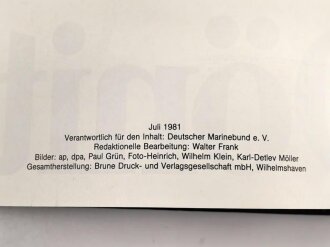 Juli 1981
Verantwortlich für den Inhalt: Deutscher Marinebund e. V.
Redaktionelle Bearbeitung: Walter Frank
Bilder: ap, dpa, Paul Grün, Foto-Heinrich, Wilhelm Klein, Karl-Detlev Möller
Gesamtherstellung: Brune Druck- und Verlagsgesellschaft mbH, Wilhelmshaven